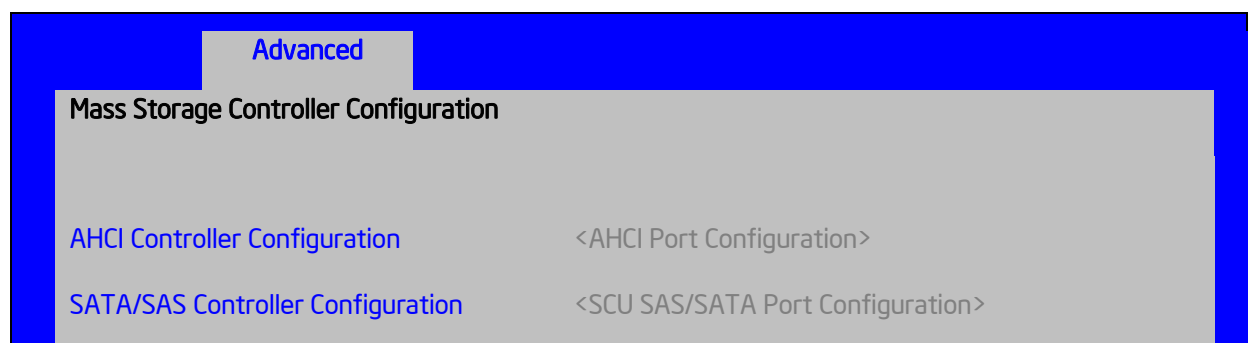 Advanced
Mass Storage Controller Configuration
AHCI Controller Configuration <AHCI Port Configuration>
SATA/SAS Controller Configuration <SCU SAS/SATA Port Configuration>